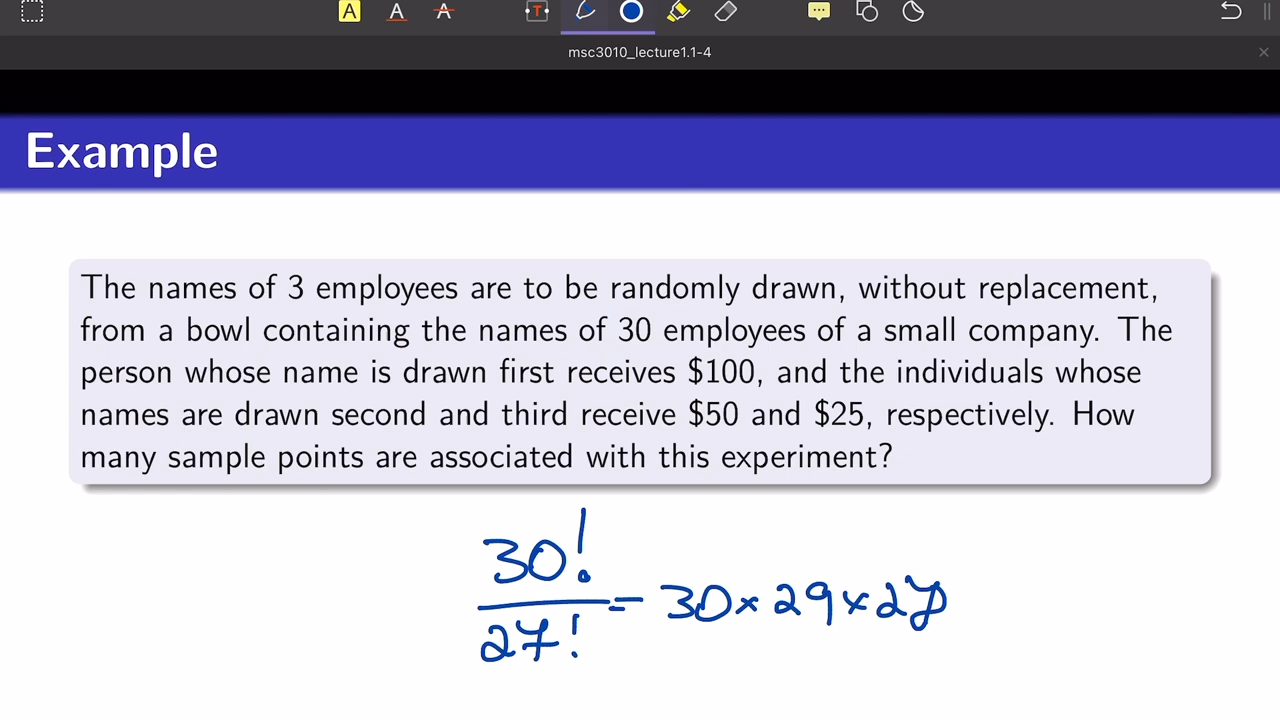 msc3010_lecture1.1-4
Example
The names of 3 employees are to be randomly drawn, without replacement,
from a bowl containing the names of 30 employees of a small company. The
person whose name is drawn first receives $100, and the individuals whose
names are drawn second and third receive $50 and $25, respectively. How
many sample points are associated with this experiment?
30!
27! = 30 × 29 × 27